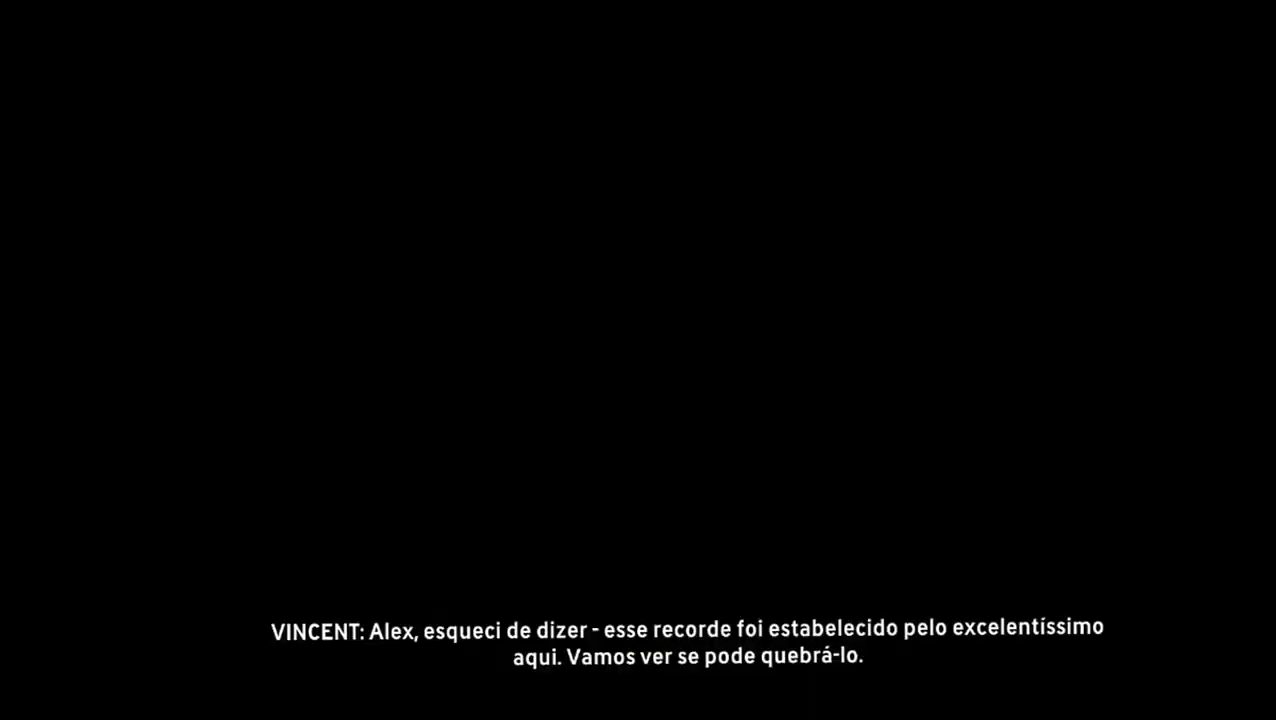 VINCENT: Alex, esqueci de dizer - esse recorde foi estabelecido pelo excelentíssimo
aqui. Vamos ver se pode quebrá-lo.